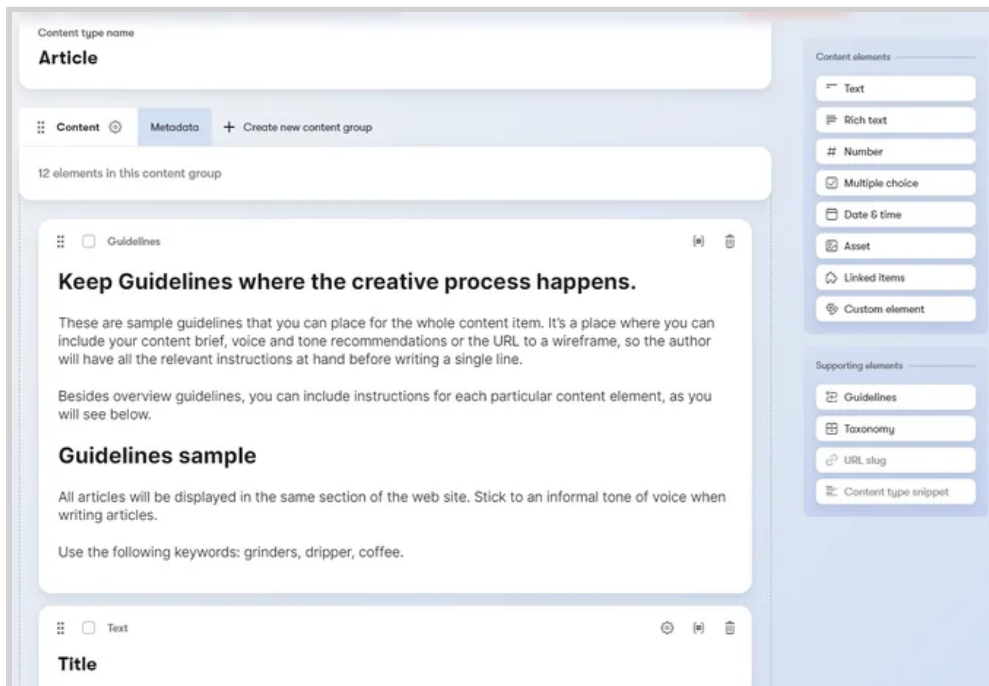 Content type name
Article
Content
Metadata
+ Create new content group
12 elements in this content group
Guidelines
Keep Guidelines where the creative process happens.
These are sample guidelines that you can place for the whole content item. It's a place where you can
include your content brief, voice and tone recommendations or the URL to a wireframe, so the author
will have all the relevant instructions at hand before writing a single line.
Besides overview guidelines, you can include instructions for each particular content element, as you
will see below.
Guidelines sample
All articles will be displayed in the same section of the web site. Stick to an informal tone of voice when
writing articles.
Use the following keywords: grinders, dripper, coffee.
Text
Title
Content elements
Text
Rich text
# Number
Multiple choice
Date & time
Asset
Linked items
Custom element
Supporting elements
Guidelines
Taxonomy
URL slug
Content type snippet